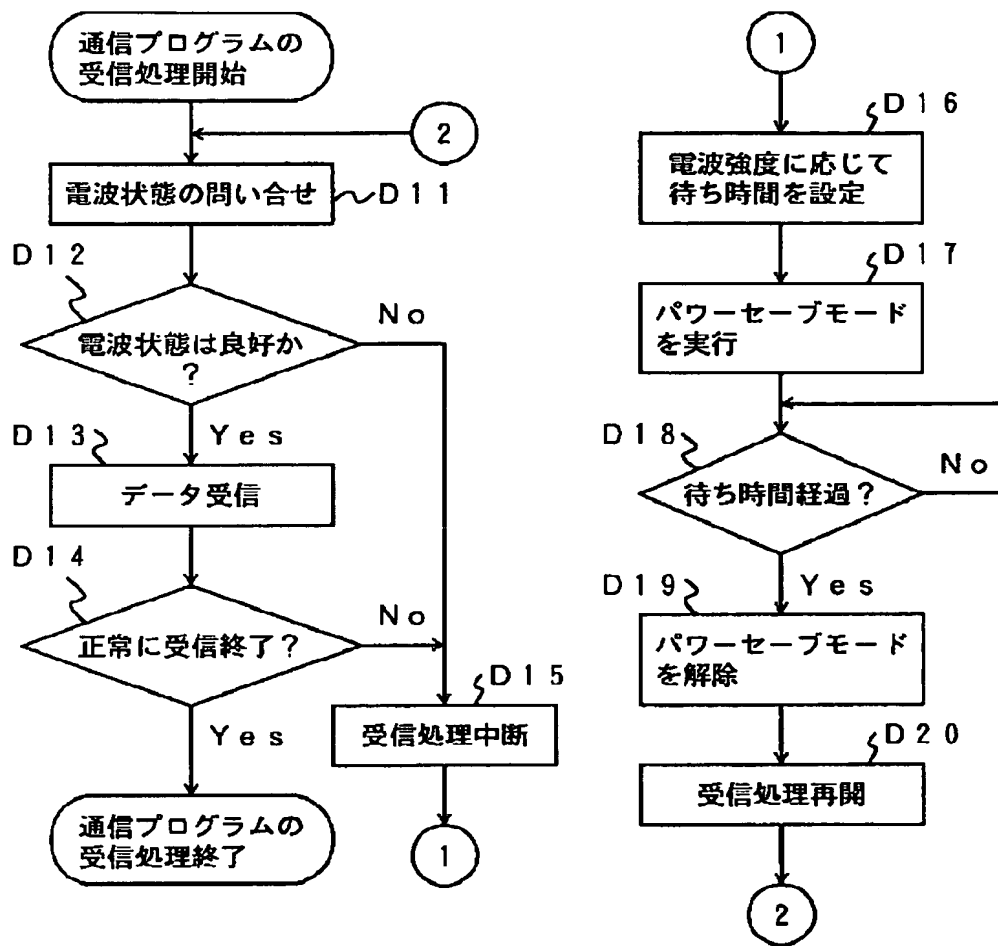 通信プログラムの
受信処理開始
2
電波状態の問い合せ
D11
D12
No
電波状態は良好か
?
Yes
D13
データ受信
D14
No
正常に受信終了?
D15
Yes
受信処理中断
通信プログラムの
受信処理終了
1
1
D16
電波強度に応じて
待ち時間を設定
D17
パワーセーブモード
を実行
D18
No
待ち時間経過?
Yes
D19
パワーセーブモード
を解除
D20
受信処理再開
2